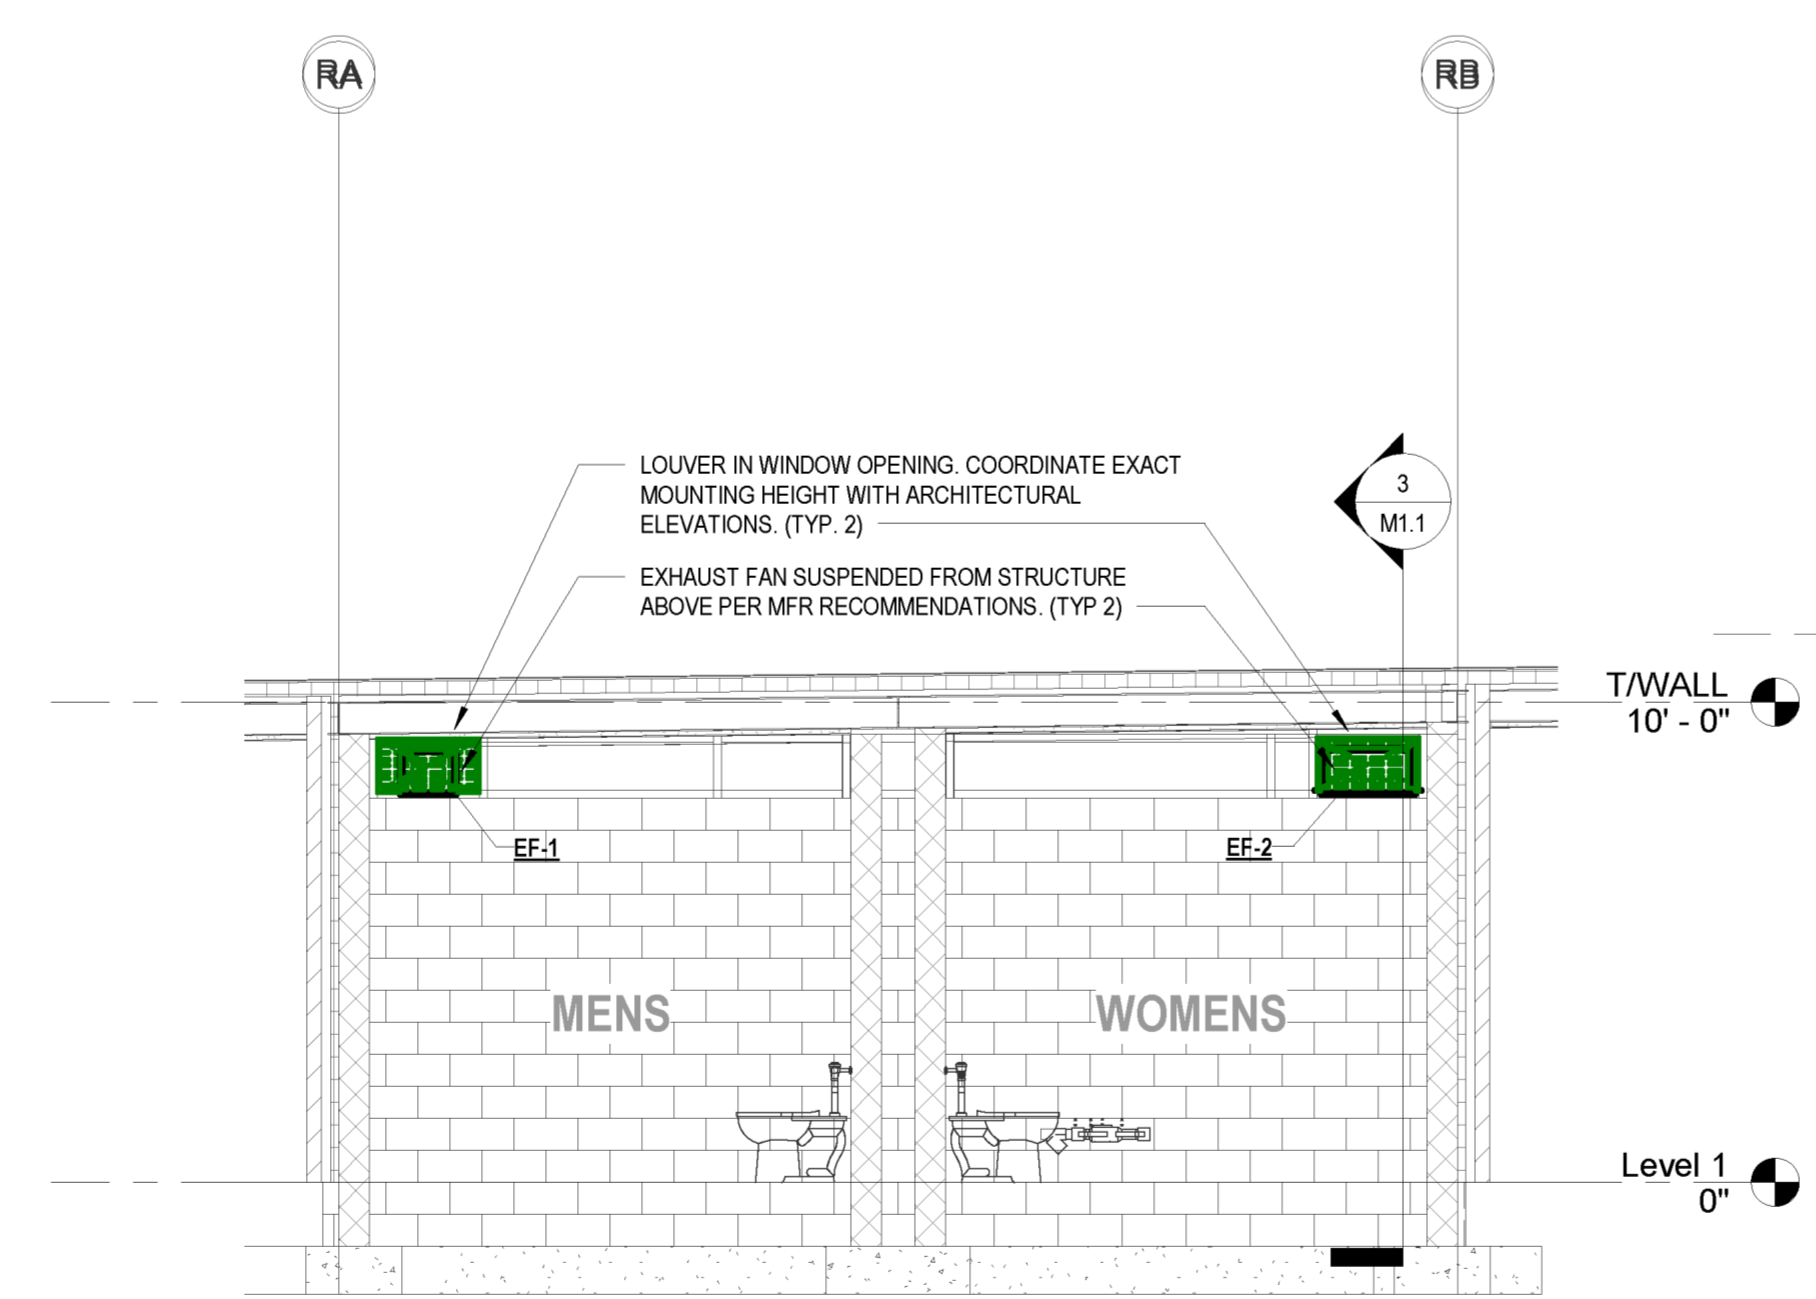 RA
RB
LOUVER IN WINDOW OPENING. COORDINATE EXACT
MOUNTING HEIGHT WITH ARCHITECTURAL
ELEVATIONS. (TYP. 2)
3
M1.1
EXHAUST FAN SUSPENDED FROM STRUCTURE
ABOVE PER MFR RECOMMENDATIONS. (TYP 2)
T/WALL
10' - 0"
EF-1
EF-2
MENS
WOMENS
Level 1
0"